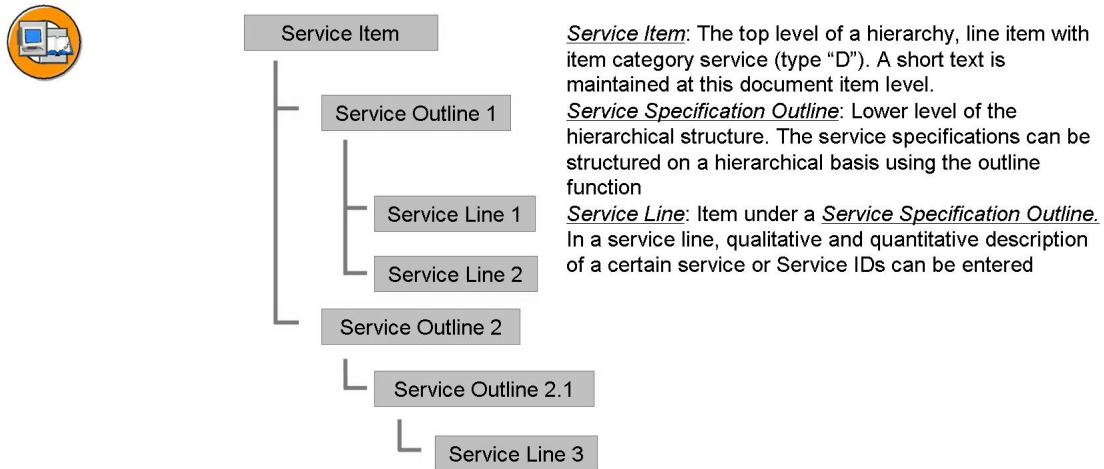 Service Item
Service Outline 1
Service Line 1
Service Line 2
Service Outline 2
Service Outline 2.1
Service Line 3
Service Item: The top level of a hierarchy, line item with
item category service (type “D”). A short text is
maintained at this document item level.
Service Specification Outline: Lower level of the
hierarchical structure. The service specifications can be
structured on a hierarchical basis using the outline
function
Service Line: Item under a Service Specification Outline.
In a service line, qualitative and quantitative description
of a certain service or Service IDs can be entered